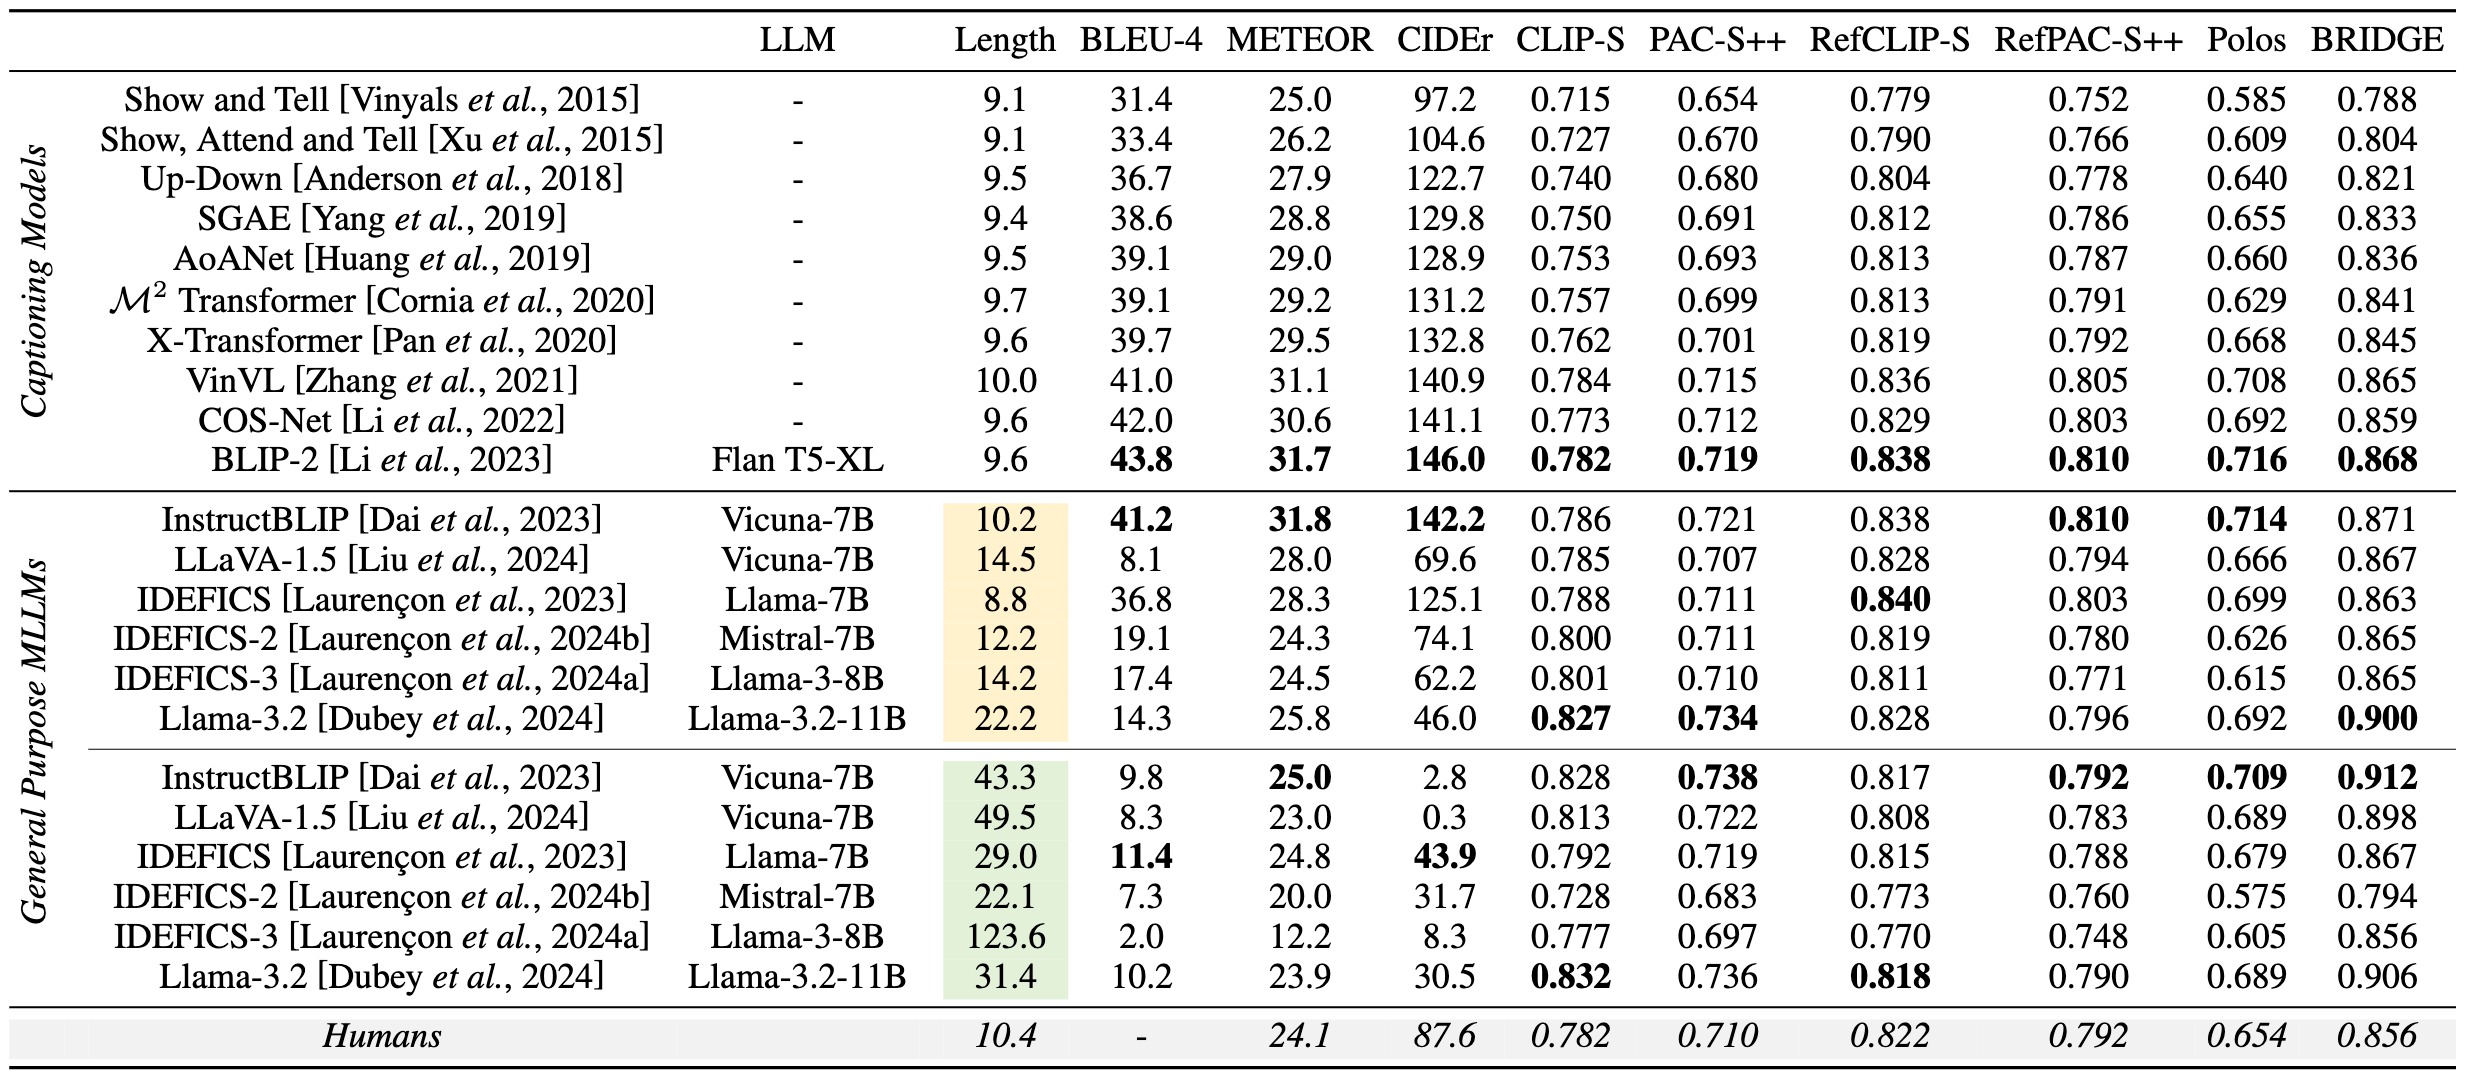 LLM Length BLEU-4 METEOR CIDEr CLIP-S PAC-S++ RefCLIP-S RefPAC-S++ Polos BRIDGE
Captioning Models
Show and Tell [Vinyals et al., 2015] - 9.1 31.4 25.0 97.2 0.715 0.654 0.779 0.752 0.585 0.788
Show, Attend and Tell [Xu et al., 2015] - 9.1 33.4 26.2 104.6 0.727 0.670 0.790 0.766 0.609 0.804
Up-Down [Anderson et al., 2018] - 9.5 36.7 27.9 122.7 0.740 0.680 0.804 0.778 0.640 0.821
SGAE [Yang et al., 2019] - 9.4 38.6 28.8 129.8 0.750 0.691 0.812 0.786 0.655 0.833
AoANet [Huang et al., 2019] - 9.5 39.1 29.0 128.9 0.753 0.693 0.813 0.787 0.660 0.836
ℳ² Transformer [Cornia et al., 2020] - 9.7 39.1 29.2 131.2 0.757 0.699 0.813 0.791 0.629 0.841
X-Transformer [Pan et al., 2020] - 9.6 39.7 29.5 132.8 0.762 0.701 0.819 0.792 0.668 0.845
VinVL [Zhang et al., 2021] - 10.0 41.0 31.1 140.9 0.784 0.715 0.836 0.805 0.708 0.865
COS-Net [Li et al., 2022] - 9.6 42.0 30.6 141.1 0.773 0.712 0.829 0.803 0.692 0.859
BLIP-2 [Li et al., 2023] Flan T5-XL 9.6 43.8 31.7 146.0 0.782 0.719 0.838 0.810 0.716 0.868
General Purpose MLLMs
InstructBLIP [Dai et al., 2023] Vicuna-7B 10.2 41.2 31.8 142.2 0.786 0.721 0.838 0.810 0.714 0.871
LLaVA-1.5 [Liu et al., 2024] Vicuna-7B 14.5 8.1 28.0 69.6 0.785 0.707 0.828 0.794 0.666 0.867
IDEFICS [Laurençon et al., 2023] Llama-7B 8.8 36.8 28.3 125.1 0.788 0.711 0.840 0.803 0.699 0.863
IDEFICS-2 [Laurençon et al., 2024b] Mistral-7B 12.2 19.1 24.3 74.1 0.800 0.711 0.819 0.780 0.626 0.865
IDEFICS-3 [Laurençon et al., 2024a] Llama-3-8B 14.2 17.4 24.5 62.2 0.801 0.710 0.811 0.771 0.615 0.865
Llama-3.2 [Dubey et al., 2024] Llama-3.2-11B 22.2 14.3 25.8 46.0 0.827 0.734 0.828 0.796 0.692 0.900
InstructBLIP [Dai et al., 2023] Vicuna-7B 43.3 9.8 25.0 2.8 0.828 0.738 0.817 0.792 0.709 0.912
LLaVA-1.5 [Liu et al., 2024] Vicuna-7B 49.5 8.3 23.0 0.3 0.813 0.722 0.808 0.783 0.689 0.898
IDEFICS [Laurençon et al., 2023] Llama-7B 29.0 11.4 24.8 43.9 0.792 0.719 0.815 0.788 0.679 0.867
IDEFICS-2 [Laurençon et al., 2024b] Mistral-7B 22.1 7.3 20.0 31.7 0.728 0.683 0.773 0.760 0.575 0.794
IDEFICS-3 [Laurençon et al., 2024a] Llama-3-8B 123.6 2.0 12.2 8.3 0.777 0.697 0.770 0.748 0.605 0.856
Llama-3.2 [Dubey et al., 2024] Llama-3.2-11B 31.4 10.2 23.9 30.5 0.832 0.736 0.818 0.790 0.689 0.906
Humans 10.4 - 24.1 87.6 0.782 0.710 0.822 0.792 0.654 0.856